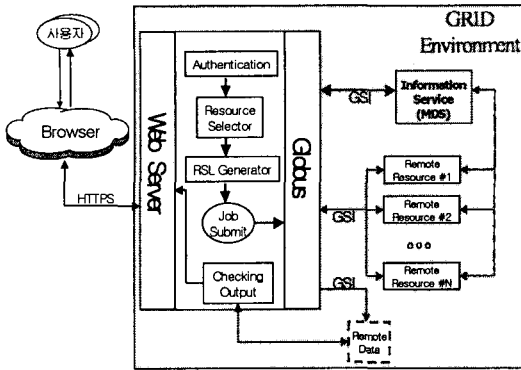 GRID
Environment
사용자
Browser
HTTPS
Web Server
Authentication
Resource
Selector
RSL Generator
Job
Submit
Checking
Output
Globus
GSI
Information
Service
(MDS)
GSI
Remote
Resource #1
Remote
Resource #2
ooo
Remote
Resource #N
GSI
Remote
Data